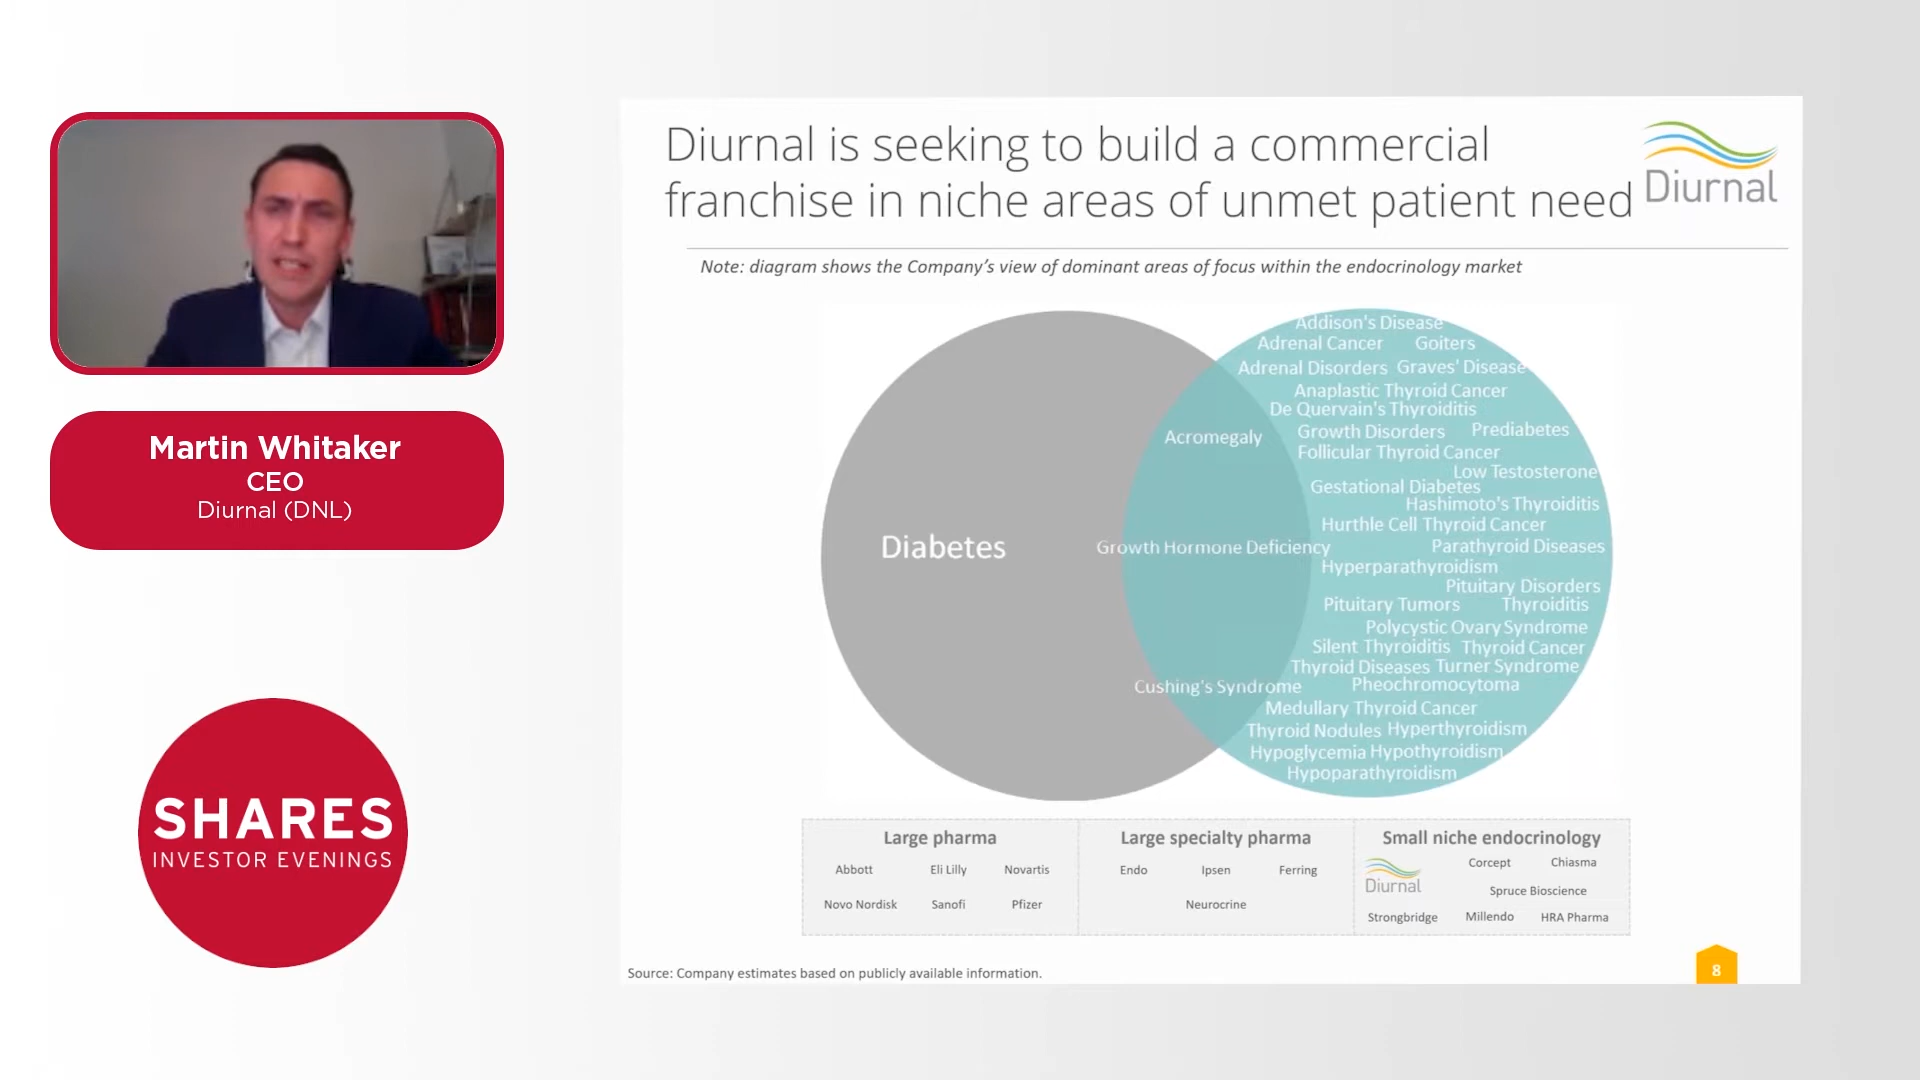 Martin Whitaker
CEO
Diurnal (DNL)
SHARES
INVESTOR EVENINGS
Diurnal is seeking to build a commercial
franchise in niche areas of unmet patient need
Diurnal
Note: diagram shows the Company's view of dominant areas of focus within the endocrinology market
Diabetes
Acromegaly
Growth Hormone Deficiency
Cushing's Syndrome
Addison's Disease
Adrenal Cancer Goiters
Adrenal Disorders Graves' Disease
Anaplastic Thyroid Cancer
De Quervain's Thyroiditis
Growth Disorders Prediabetes
Follicular Thyroid Cancer
Low Testosterone
Gestational Diabetes
Hashimoto's Thyroiditis
Hurthle Cell Thyroid Cancer
Parathyroid Diseases
Hyperparathyroidism
Pituitary Disorders
Pituitary Tumors Thyroiditis
Polycystic Ovary Syndrome
Silent Thyroiditis Thyroid Cancer
Thyroid Diseases Turner Syndrome
Pheochromocytoma
Medullary Thyroid Cancer
Thyroid Nodules Hyperthyroidism
Hypoglycemia Hypothyroidism
Hypoparathyroidism
Large pharma
Abbott Eli Lilly Novartis
Novo Nordisk Sanofi Pfizer
Large specialty pharma
Endo Ipsen Ferring
Neurocrine
Small niche endocrinology
Diurnal Corcept Chiasma
Spruce Bioscience
Strongbridge Millendo HRA Pharma
Source: Company estimates based on publicly available information.
8